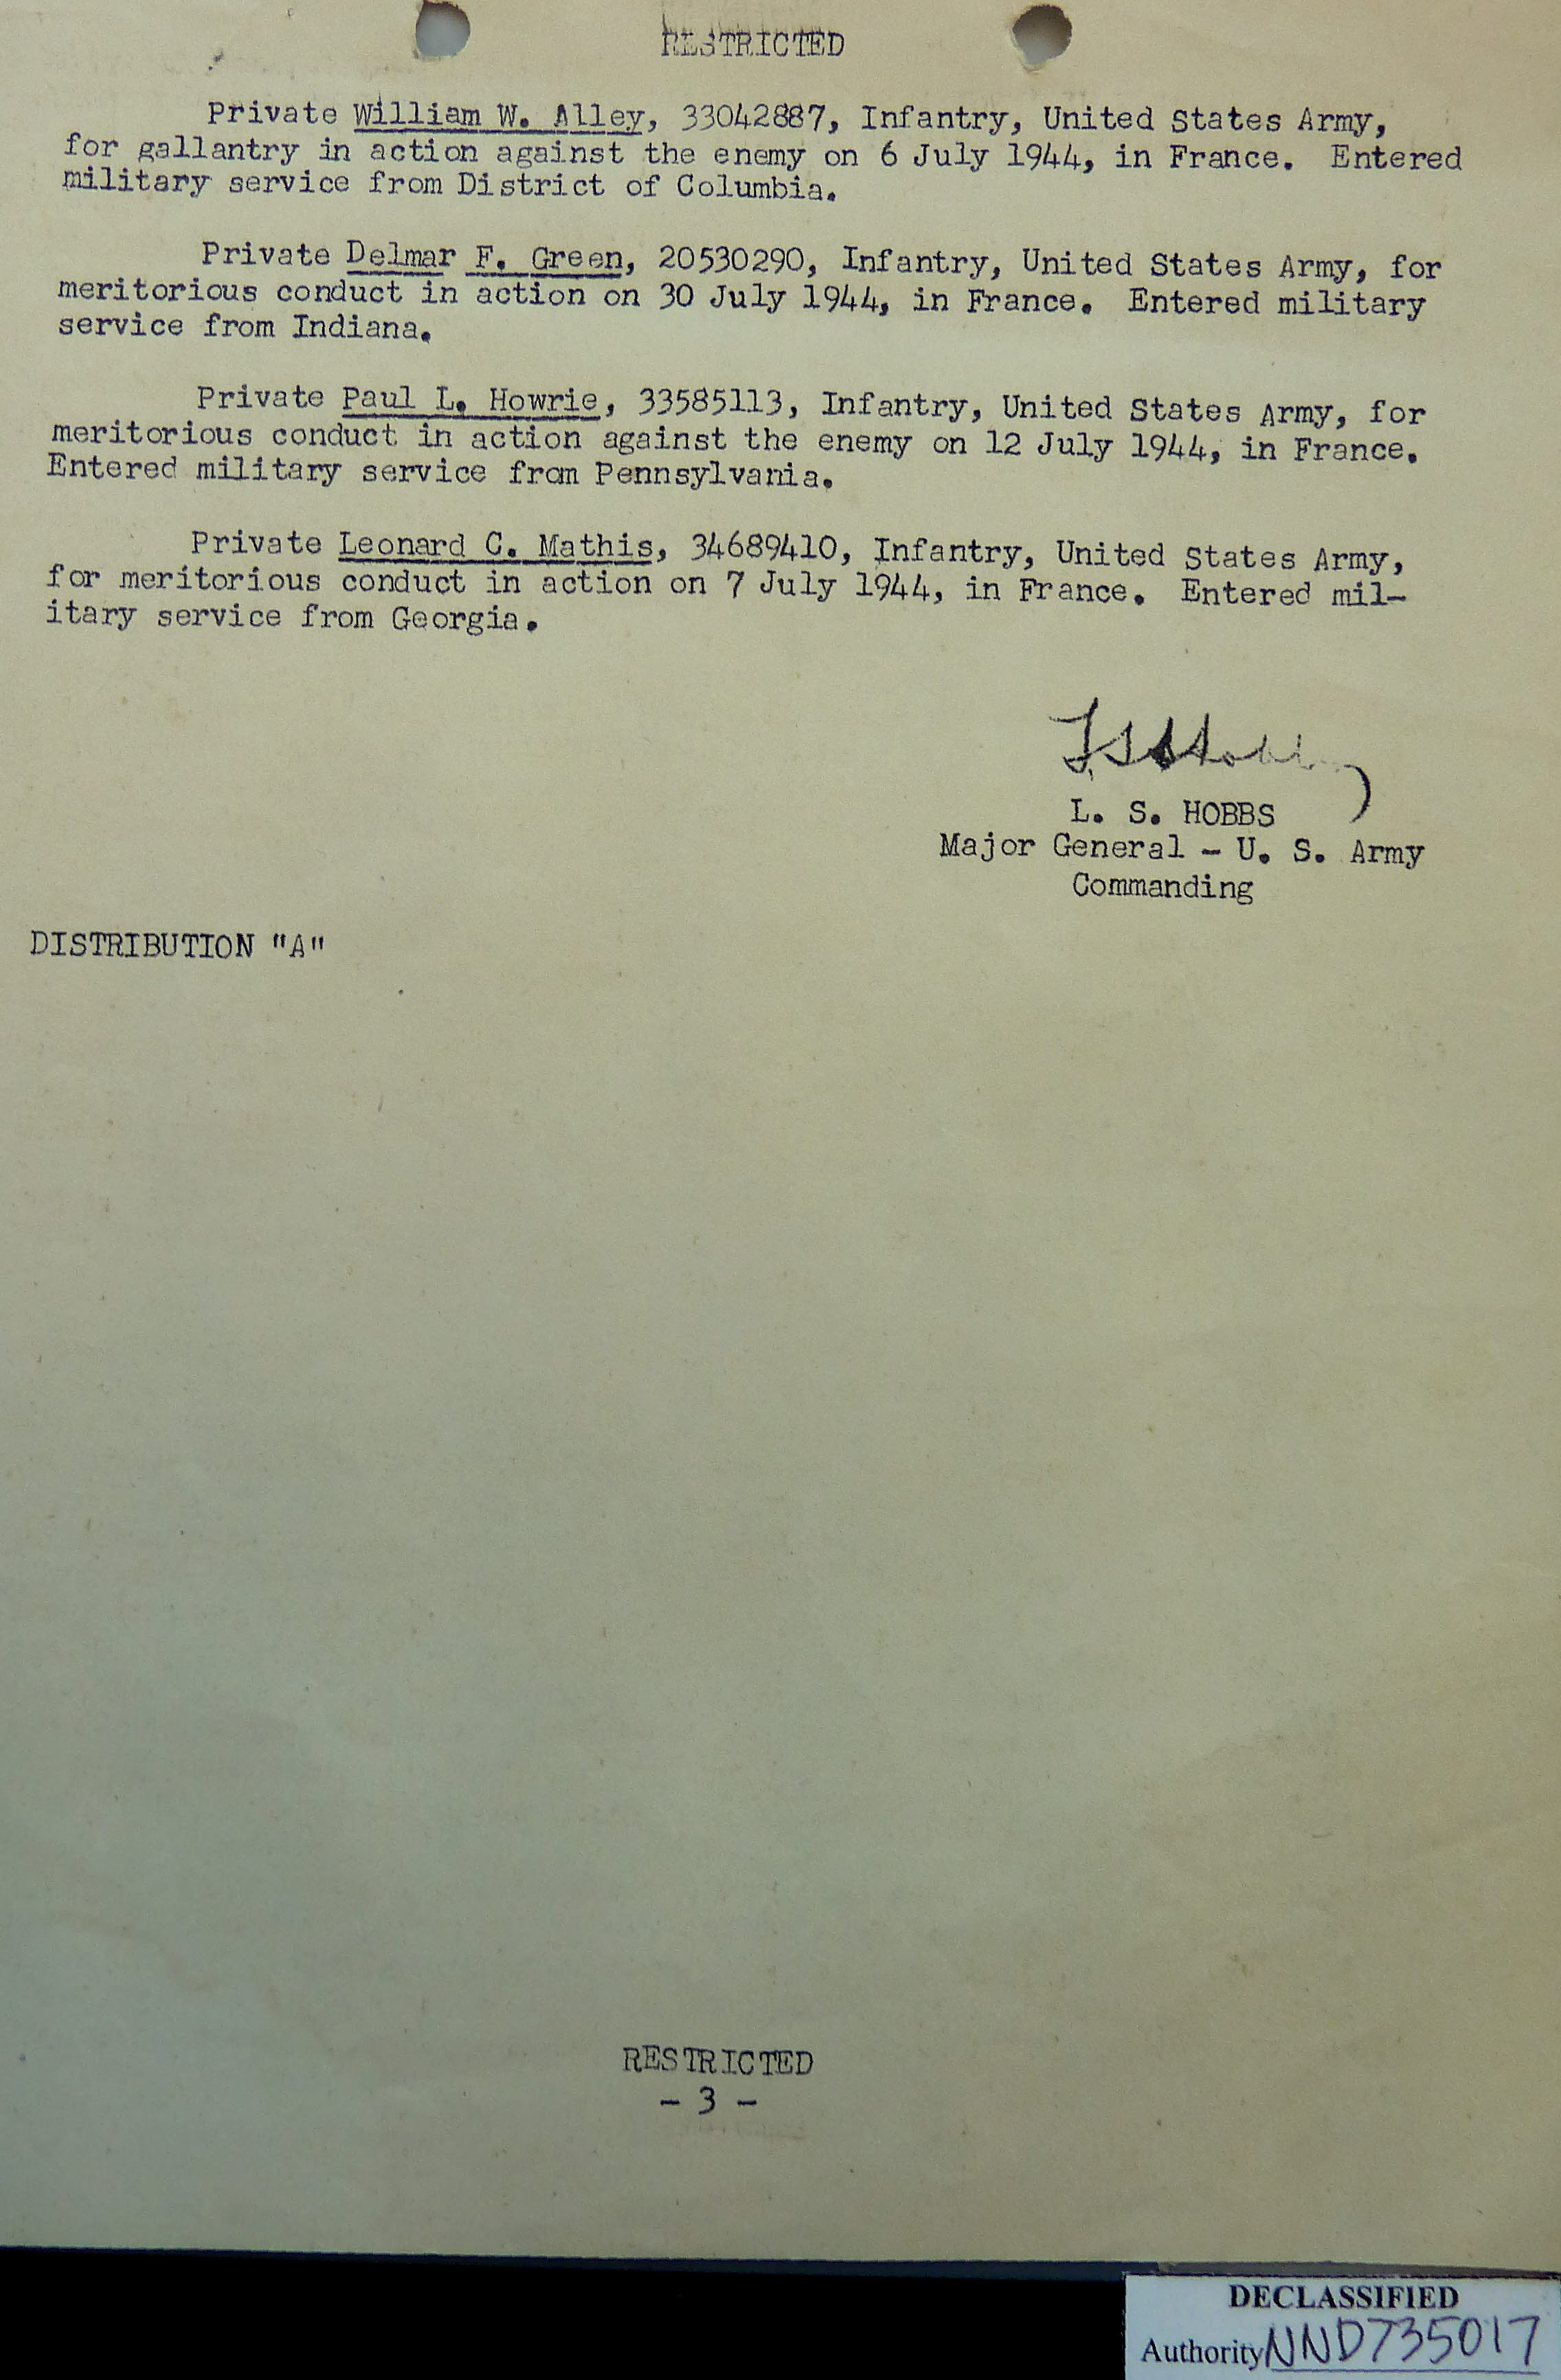 RESTRICTED
Private William W. Alley, 33042887, Infantry, United States Army,
for gallantry in action against the enemy on 6 July 1944, in France. Entered
military service from District of Columbia.
Private Delmar F. Green, 20530290, Infantry, United States Army, for
meritorious conduct in action on 30 July 1944, in France. Entered military
service from Indiana.
Private Paul L. Howrie, 33585113, Infantry, United States Army, for
meritorious conduct in action against the enemy on 12 July 1944, in France.
Entered military service from Pennsylvania.
Private Leonard C. Mathis, 34689410, Infantry, United States Army,
for meritorious conduct in action on 7 July 1944, in France. Entered mil-
itary service from Georgia.
L. S. HOBBS
Major General - U. S. Army
Commanding
DISTRIBUTION "A"
RESTRICTED
- 3 -
DECLASSIFIED
Authority NND735017